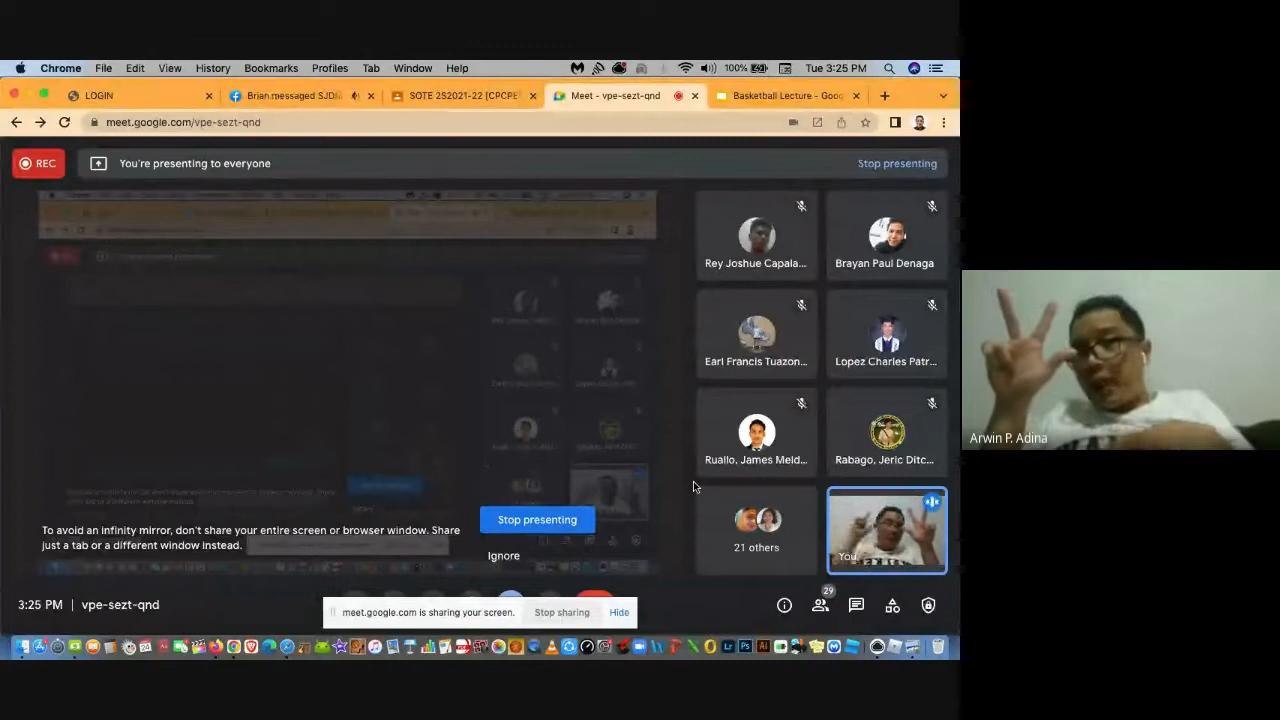 Chrome File Edit View History Bookmarks Profiles Tab Window Help 100% Tue 3:25 PM
LOGIN Brian messaged SJDM SOTE 2S2021-22 [CPCPE Meet - vpe-sezt-qnd Basketball Lecture - Goog
meet.google.com/vpe-sezt-qnd
REC You're presenting to everyone Stop presenting
Rey Joshue Capala... Brayan Paul Denaga
Earl Francis Tuazon... Lopez Charles Patr...
Ruallo, James Meld... Rabago, Jeric Ditc...
Arwin P. Adina
To avoid an infinity mirror, don't share your entire screen or browser window. Share
just a tab or a different window instead.
Stop presenting
Ignore
21 others
You
3:25 PM | vpe-sezt-qnd
29
meet.google.com is sharing your screen. Stop sharing Hide